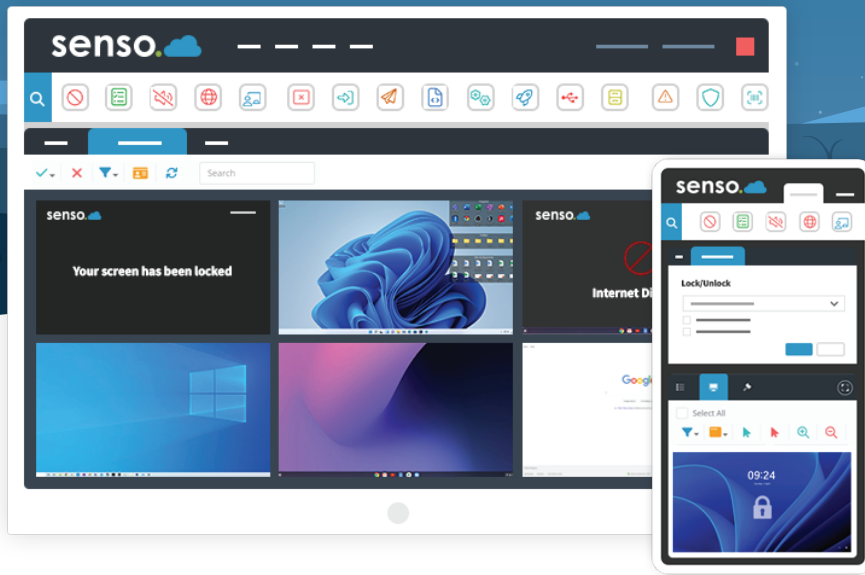 senso.
Search
senso.
Your screen has been locked
senso.
Internet Di
Google
senso.
Lock/Unlock
Select All
09:24